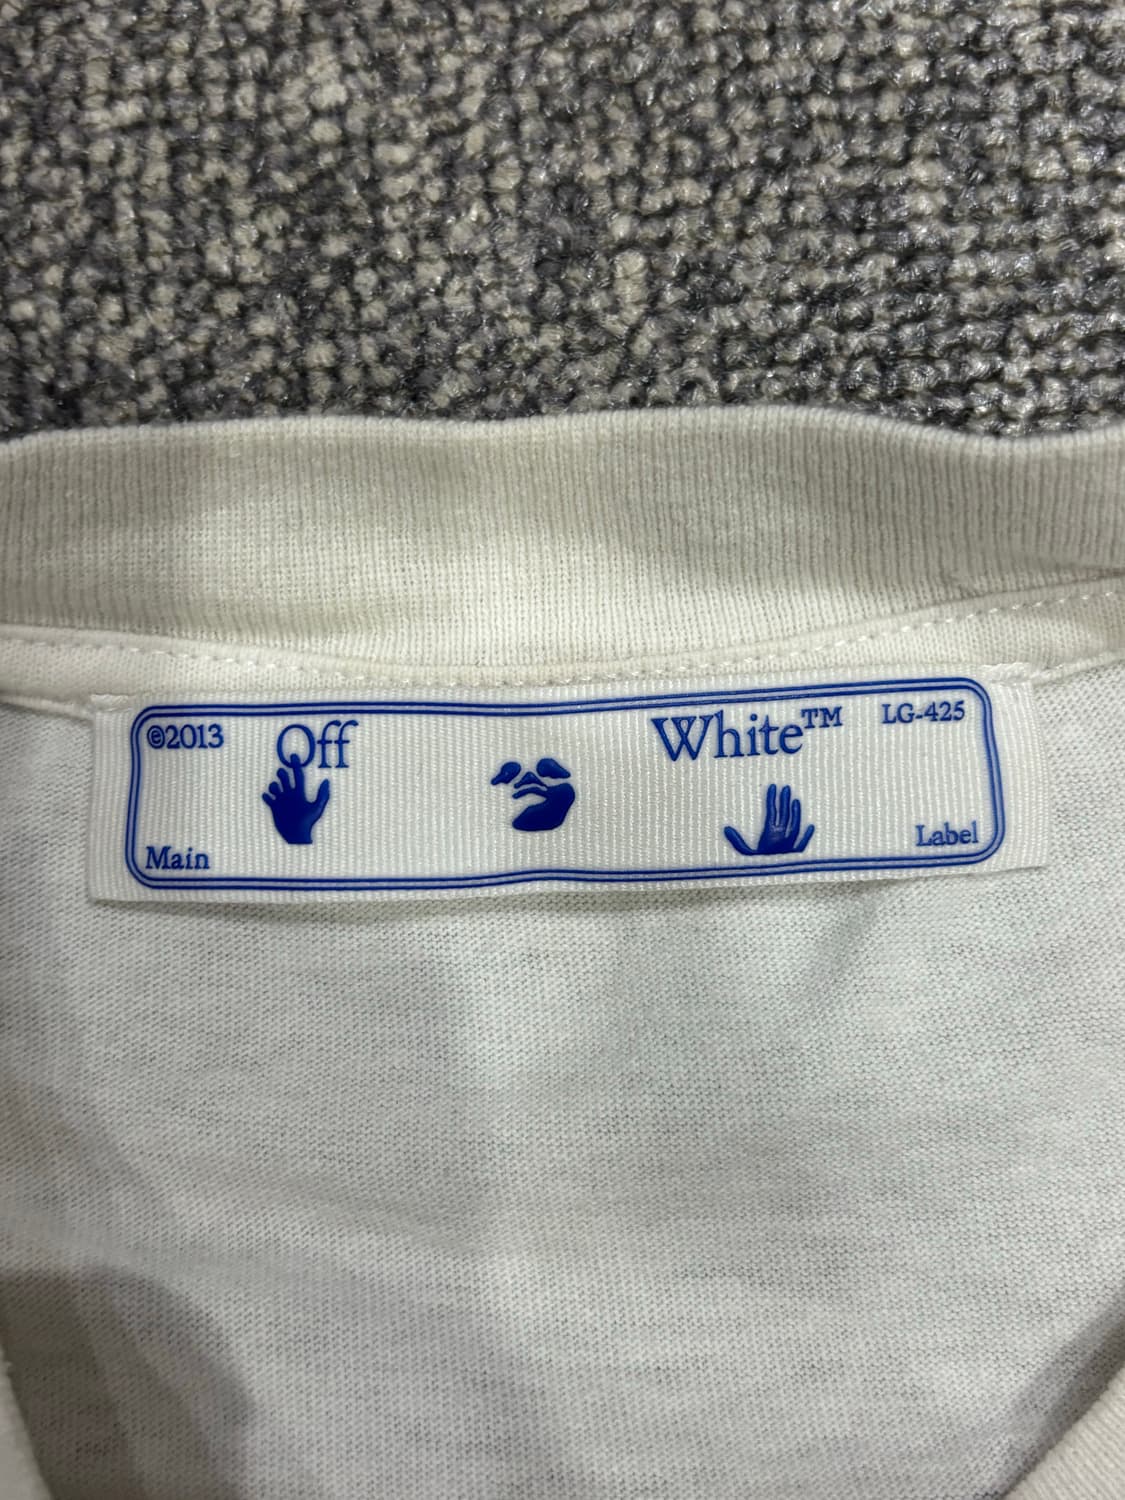 ©2013 Off White™ LG-425
Main Label